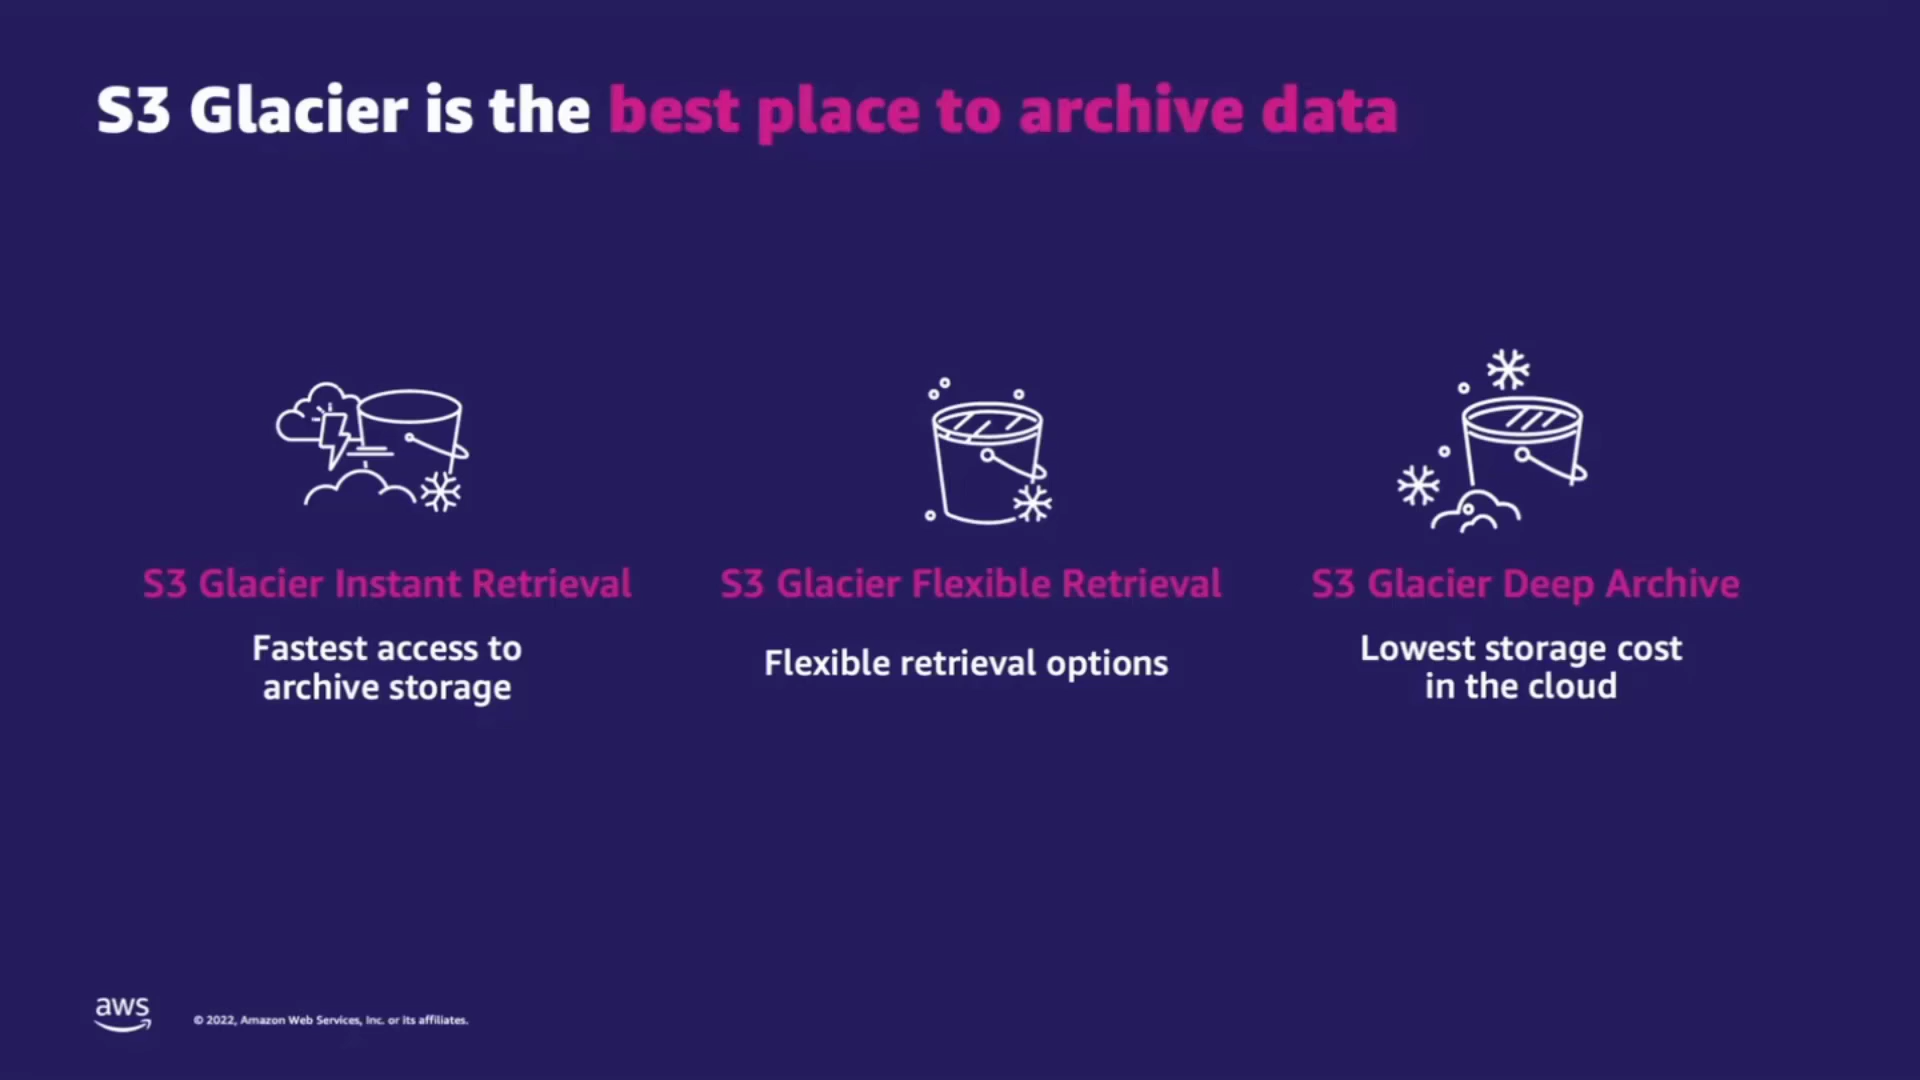 S3 Glacier is the best place to archive data
S3 Glacier Instant Retrieval
Fastest access to
archive storage
S3 Glacier Flexible Retrieval
Flexible retrieval options
S3 Glacier Deep Archive
Lowest storage cost
in the cloud
aws
© 2022, Amazon Web Services, Inc. or its affiliates.